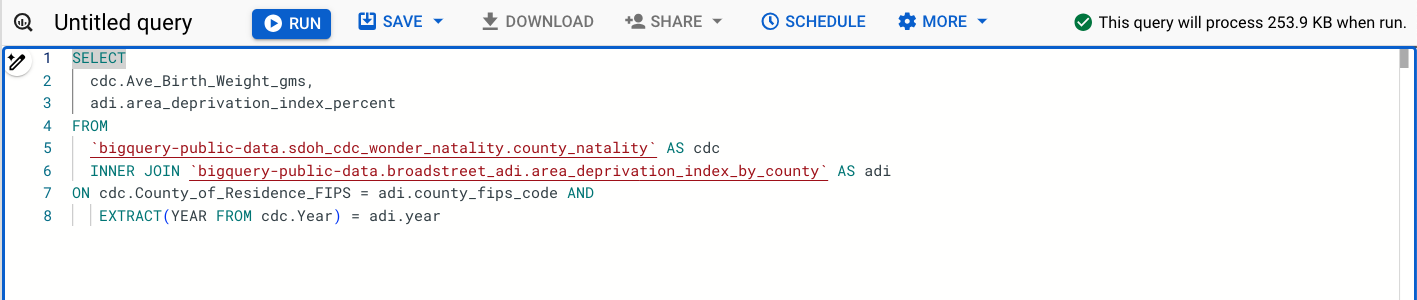 Untitled query RUN SAVE DOWNLOAD SHARE SCHEDULE MORE This query will process 253.9 KB when run.
1 SELECT
2 cdc.Ave_Birth_Weight_gms,
3 adi.area_deprivation_index_percent
4 FROM
5 `bigquery-public-data.sdoh_cdc_wonder_natality.county_natality` AS cdc
6 INNER JOIN `bigquery-public-data.broadstreet_adi.area_deprivation_index_by_county` AS adi
7 ON cdc.County_of_Residence_FIPS = adi.county_fips_code AND
8 EXTRACT(YEAR FROM cdc.Year) = adi.year